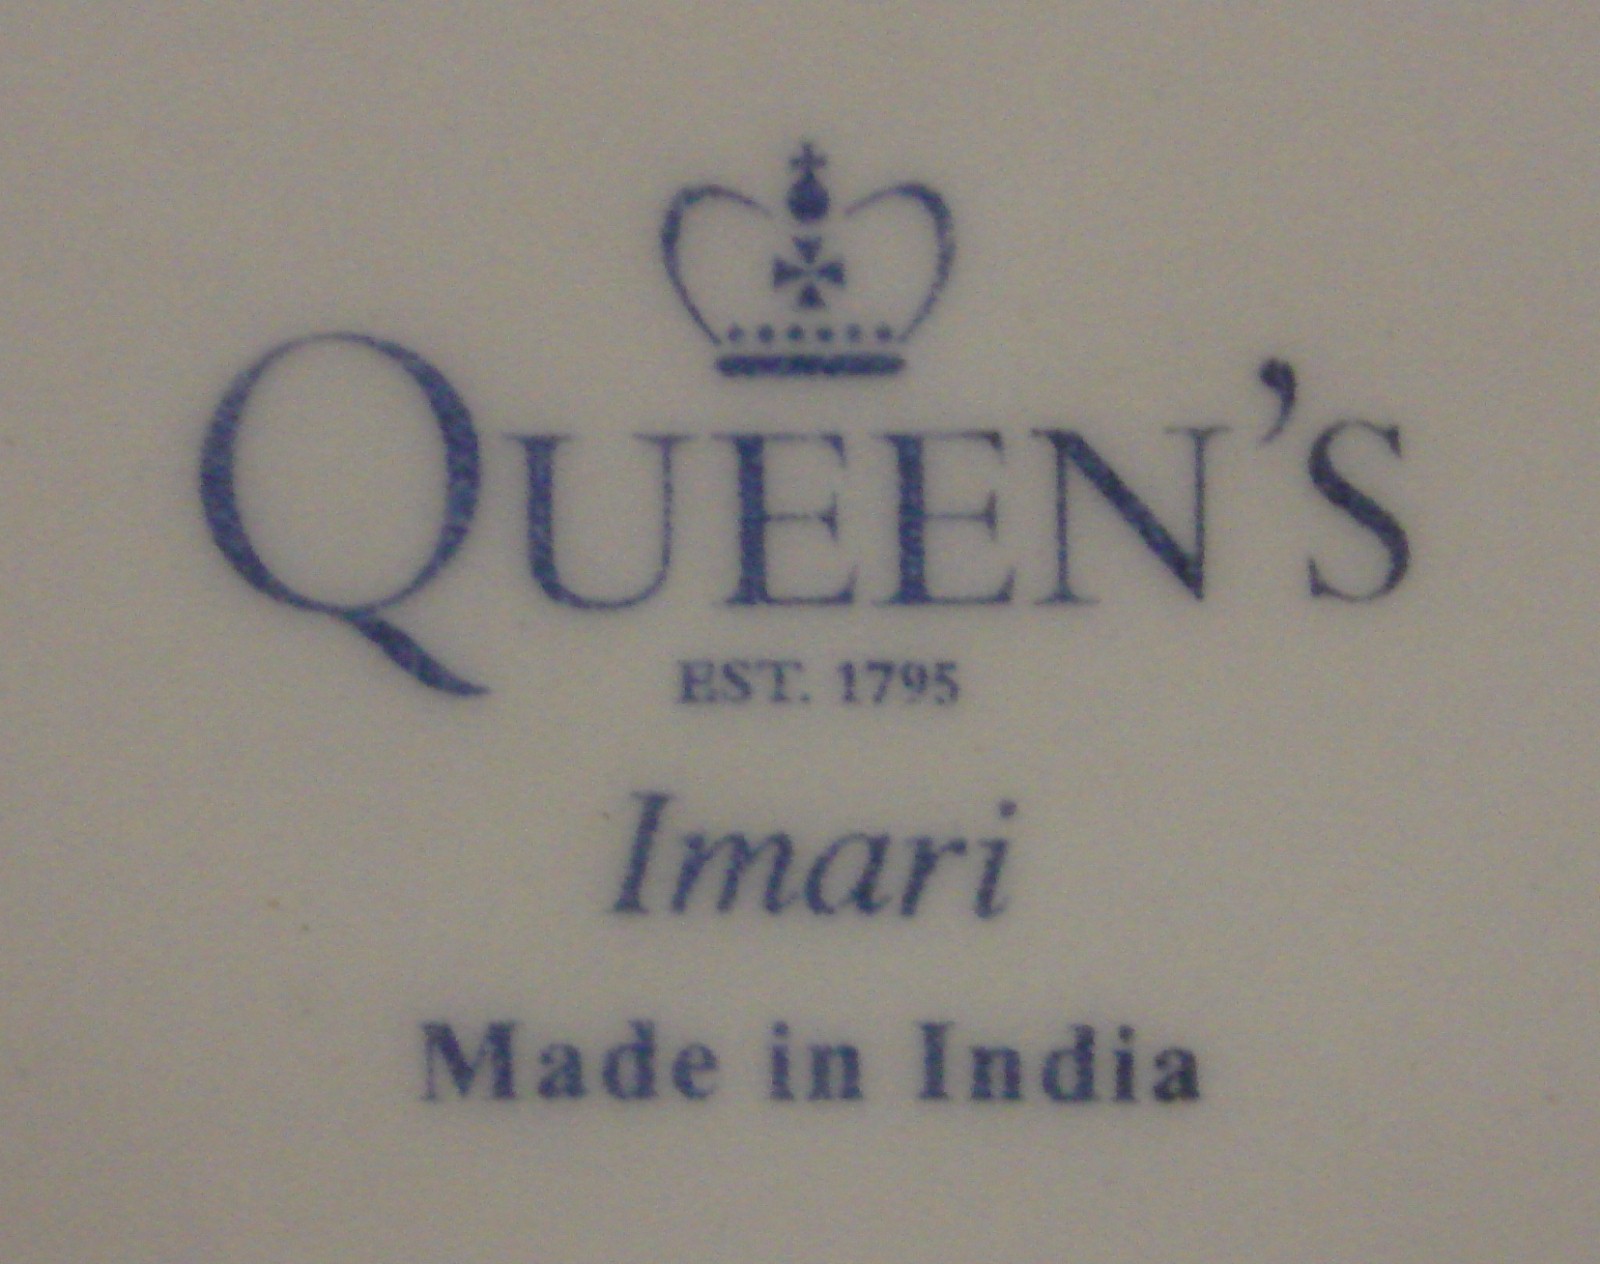 QUEEN'S
EST. 1795
Imari
Made in India